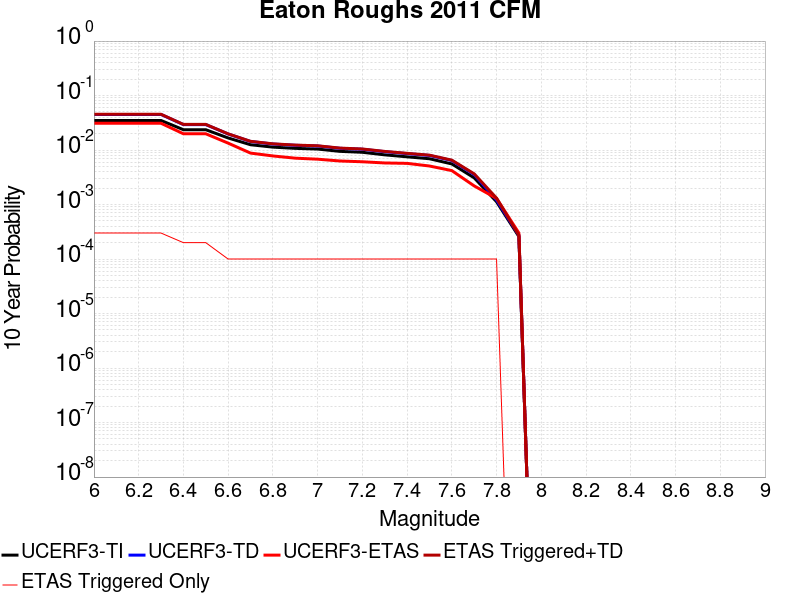 Eaton Roughs 2011 CFM
10 0
10 -1
10 -2
10 -3
10 -4
10 -5
10 -6
10 -7
10 -8
10 Year Probability
6 6.2 6.4 6.6 6.8 7 7.2 7.4 7.6 7.8 8 8.2 8.4 8.6 8.8 9
Magnitude
UCERF3-TI UCERF3-TD UCERF3-ETAS ETAS Triggered+TD
ETAS Triggered Only